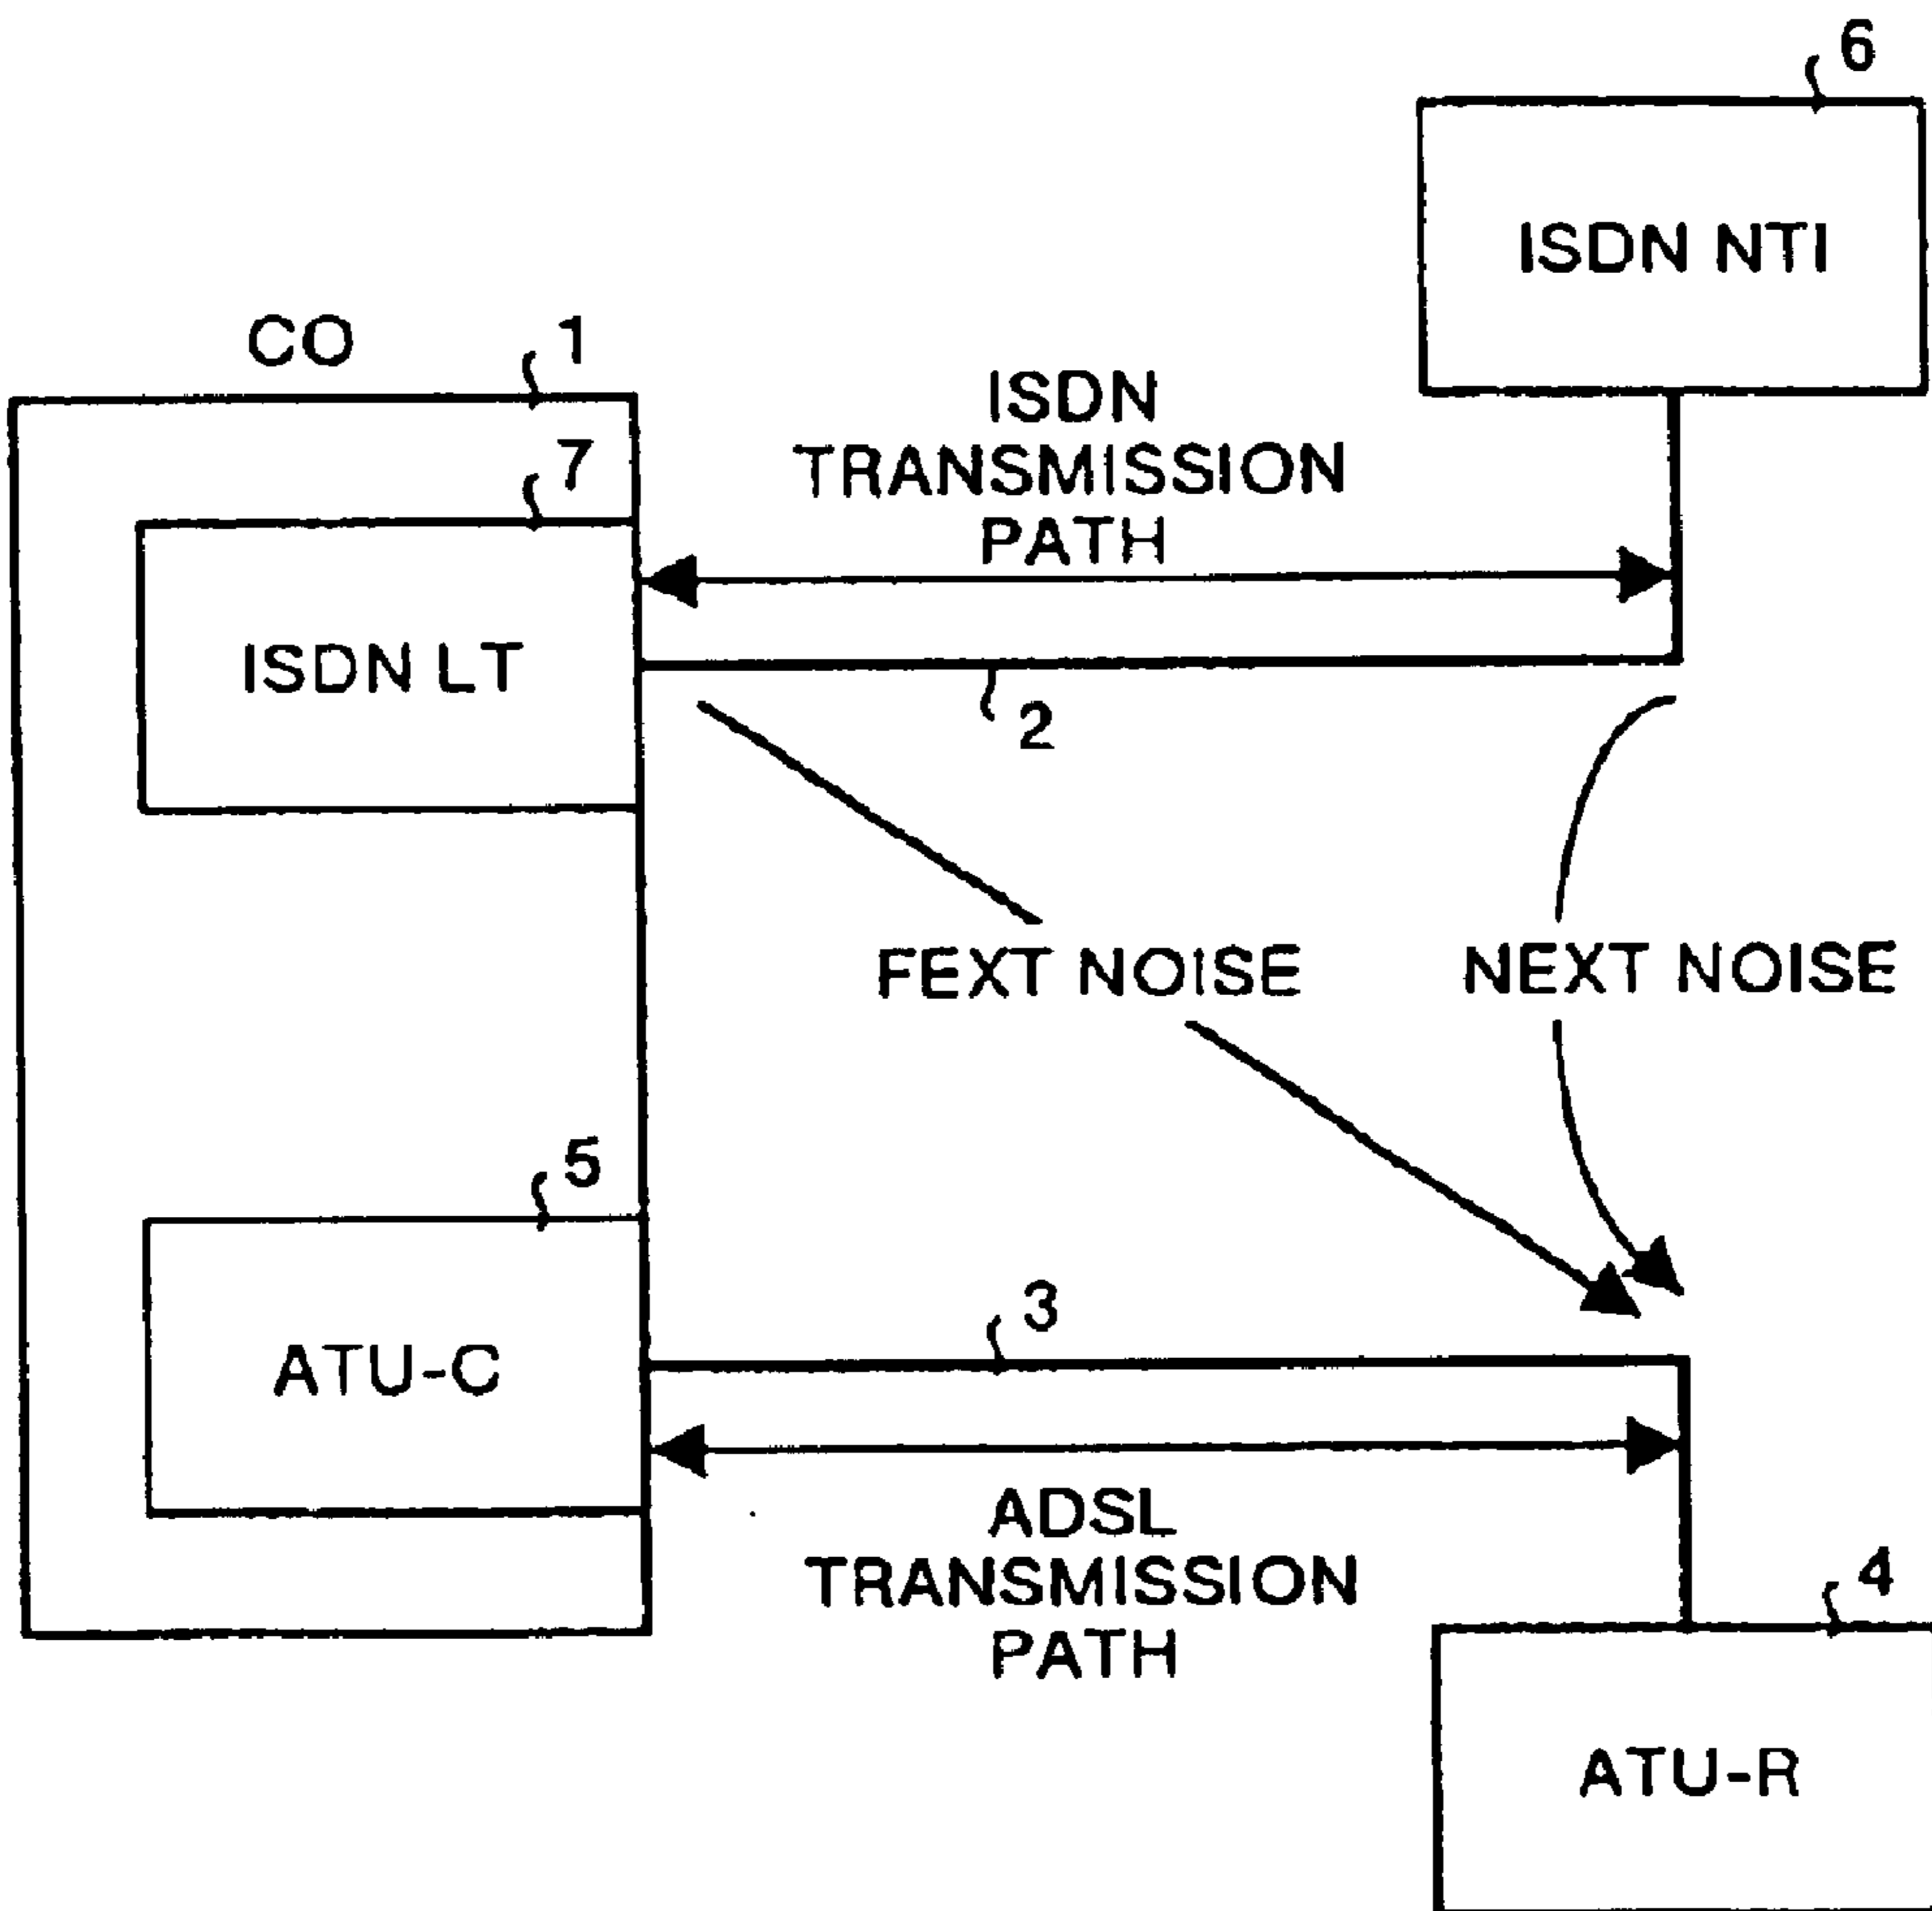 6
ISDN NTI
CO
1
7
ISDN
TRANSMISSION
PATH
ISDN LT
2
FEXT NOISE
NEXT NOISE
5
3
ATU-C
ADSL
TRANSMISSION
PATH
4
ATU-R